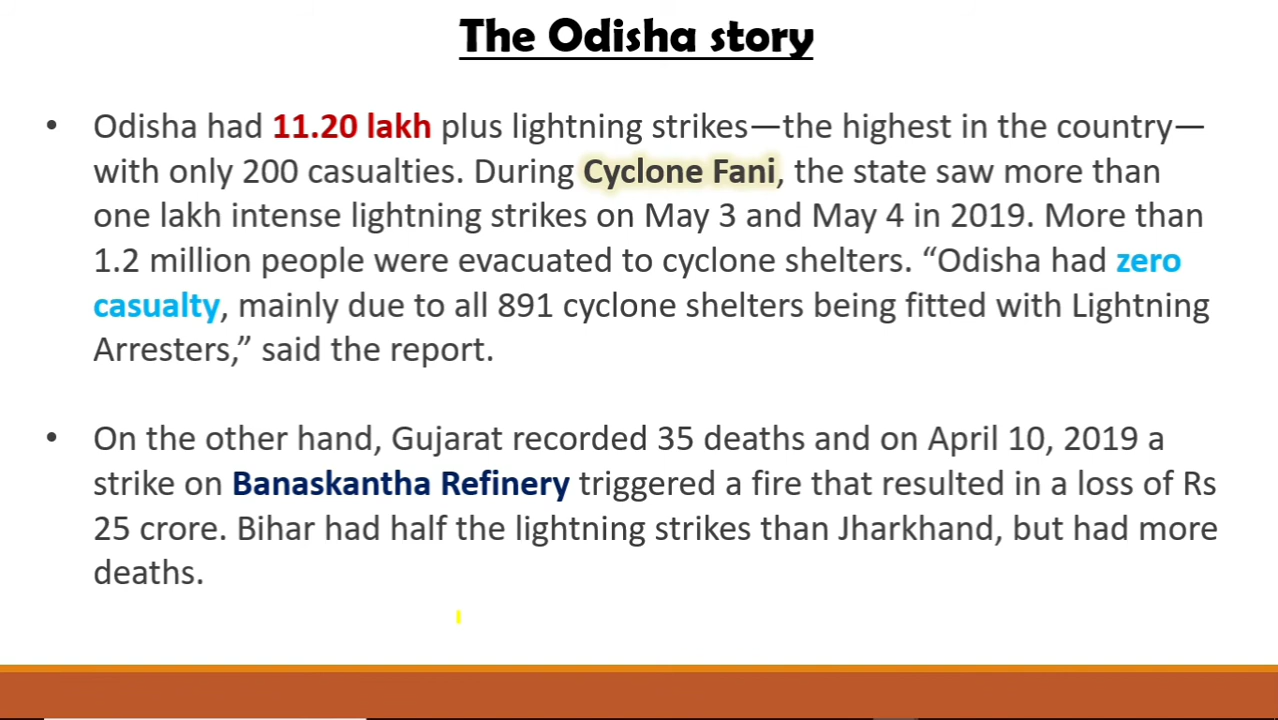 The Odisha story
• Odisha had 11.20 lakh plus lightning strikes—the highest in the country—
with only 200 casualties. During Cyclone Fani, the state saw more than
one lakh intense lightning strikes on May 3 and May 4 in 2019. More than
1.2 million people were evacuated to cyclone shelters. “Odisha had zero
casualty, mainly due to all 891 cyclone shelters being fitted with Lightning
Arresters,” said the report.
• On the other hand, Gujarat recorded 35 deaths and on April 10, 2019 a
strike on Banaskantha Refinery triggered a fire that resulted in a loss of Rs
25 crore. Bihar had half the lightning strikes than Jharkhand, but had more
deaths.